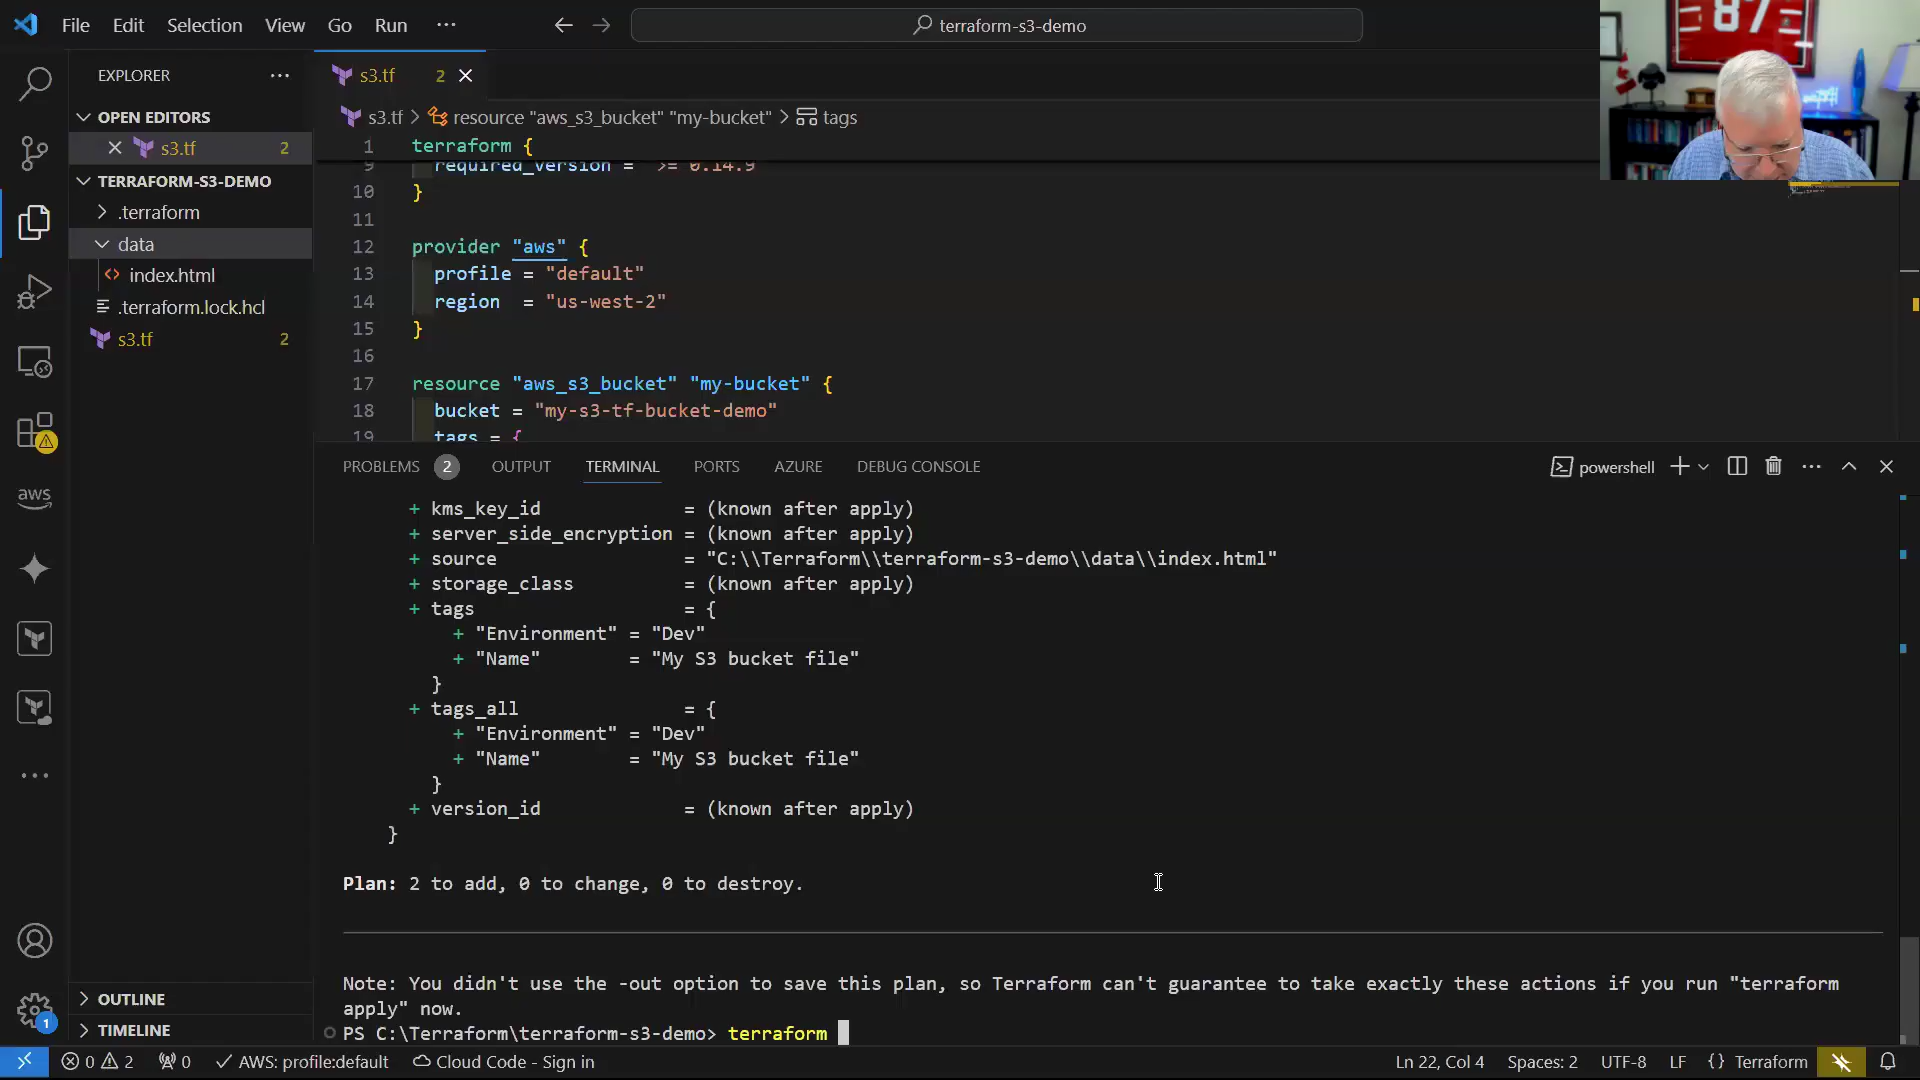 File Edit Selection View Go Run ···
terraform-s3-demo
EXPLORER
OPEN EDITORS
s3.tf 2
TERRAFORM-S3-DEMO
.terraform
data
index.html
.terraform.lock.hcl
s3.tf 2
OUTLINE
TIMELINE
aws
1
s3.tf 2
s3.tf > resource "aws_s3_bucket" "my-bucket" > tags
1 terraform {
9 required_version = ">= 0.14.9
10 }
11
12 provider "aws" {
13 profile = "default"
14 region = "us-west-2"
15 }
16
17 resource "aws_s3_bucket" "my-bucket" {
18 bucket = "my-s3-tf-bucket-demo"
19 tags = {
87
PROBLEMS 2 OUTPUT TERMINAL PORTS AZURE DEBUG CONSOLE
powershell
+ kms_key_id = (known after apply)
+ server_side_encryption = (known after apply)
+ source = "C:\\Terraform\\terraform-s3-demo\\data\\index.html"
+ storage_class = (known after apply)
+ tags = {
+ "Environment" = "Dev"
+ "Name" = "My S3 bucket file"
}
+ tags_all = {
+ "Environment" = "Dev"
+ "Name" = "My S3 bucket file"
}
+ version_id = (known after apply)
}
Plan: 2 to add, 0 to change, 0 to destroy.
Note: You didn't use the -out option to save this plan, so Terraform can't guarantee to take exactly these actions if you run "terraform
apply" now.
PS C:\Terraform\terraform-s3-demo> terraform
0 2 0 AWS: profile:default Cloud Code - Sign in
Ln 22, Col 4 Spaces: 2 UTF-8 LF {} Terraform